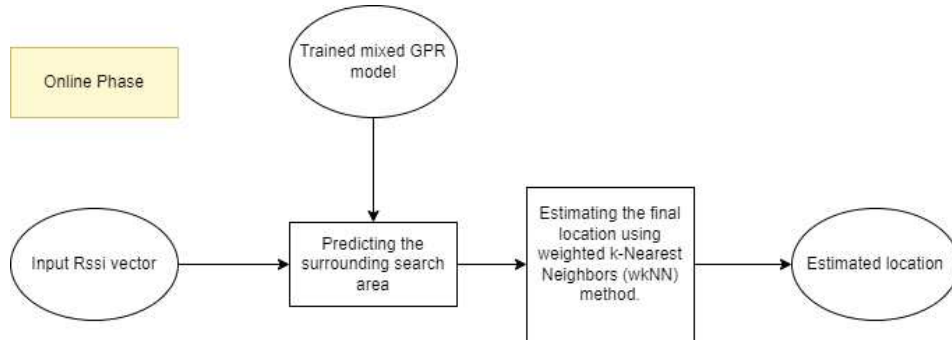 Trained mixed GPR
model
Online Phase
Input Rssi vector
Predicting the
surrounding search
area
Estimating the final
location using
weighted k-Nearest
Neighbors (wkNN)
method.
Estimated location